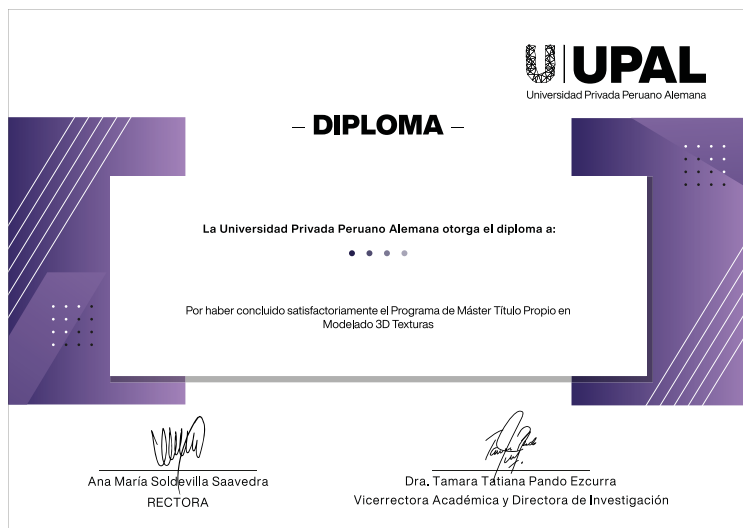 UPAL
Universidad Privada Peruano Alemana
– DIPLOMA –
La Universidad Privada Peruano Alemana otorga el diploma a:
Por haber concluido satisfactoriamente el Programa de Máster Título Propio en
Modelado 3D Texturas
Ana María Soldevilla Saavedra
RECTORA
Dra. Tamara Tatiana Pando Ezcurra
Vicerrectora Académica y Directora de Investigación